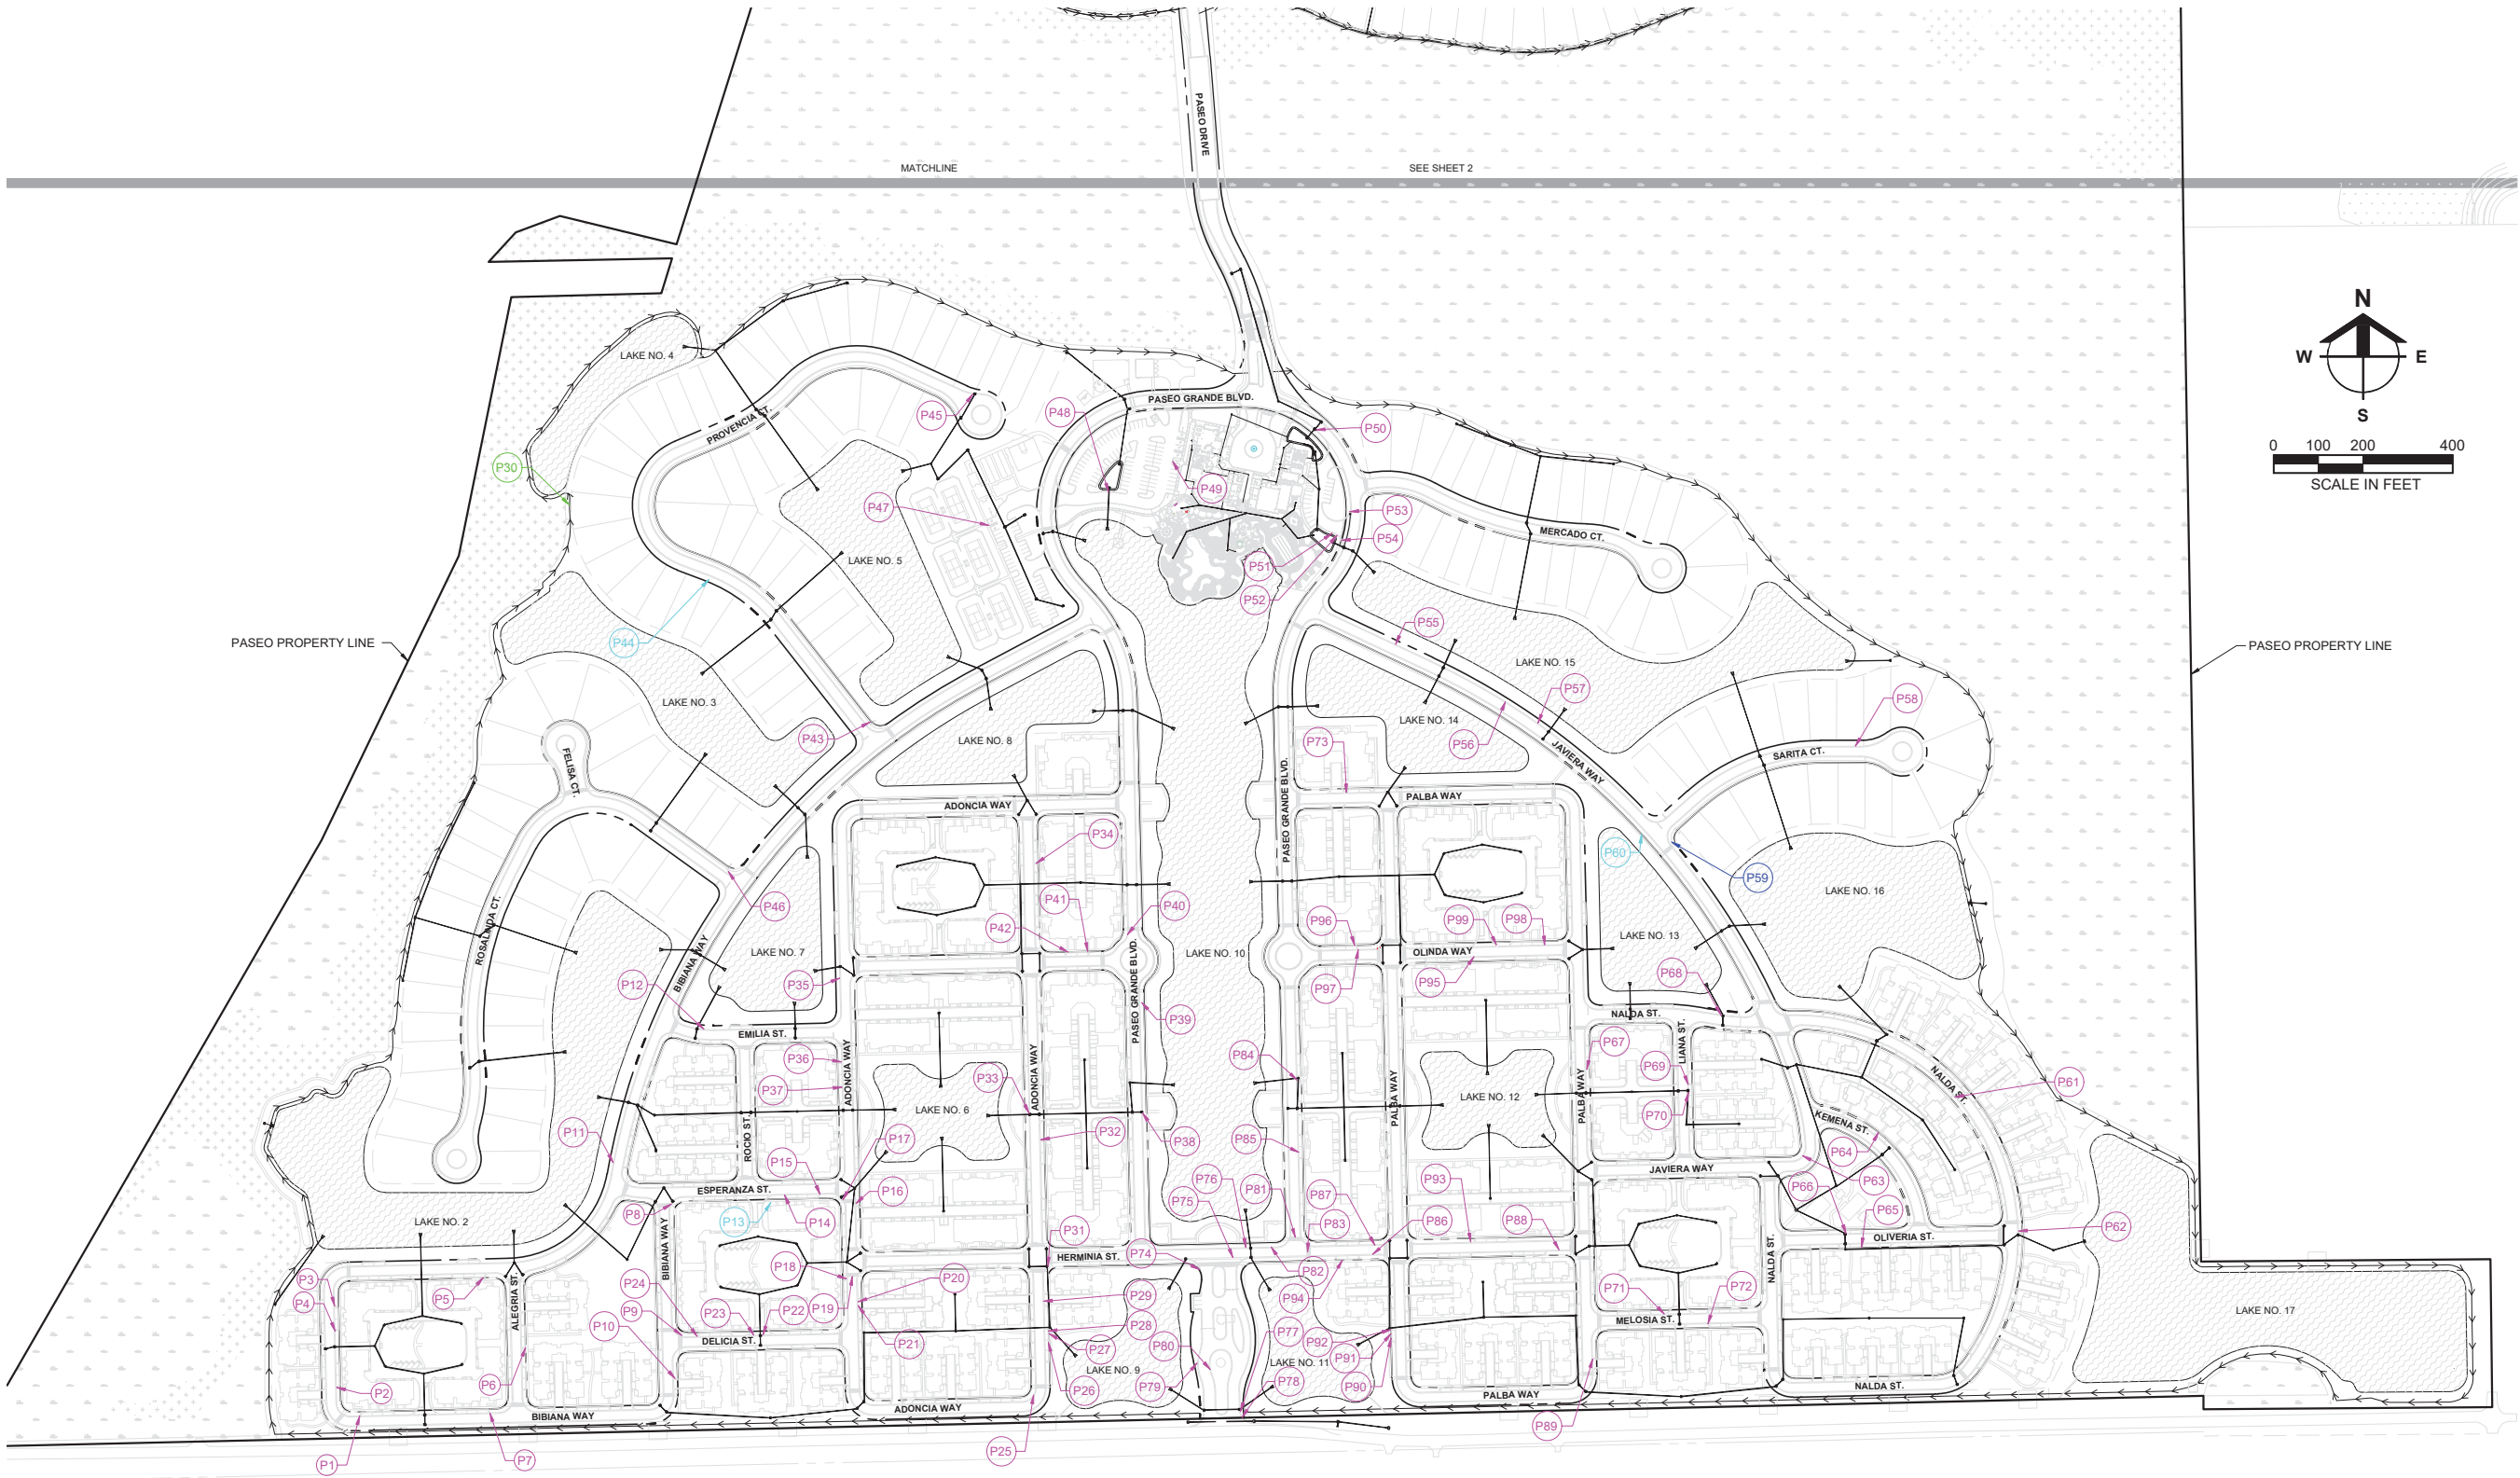 PASEO DRIVE
MATCHLINE
SEE SHEET 2
N
W E
S
0 100 200 400
SCALE IN FEET
LAKE NO. 4
PROVENCIA CT.
P45
P48
PASEO GRANDE BLVD.
P50
P30
P47
P49
P53
P54
MERCADO CT.
LAKE NO. 5
P51
P52
P44
PASEO PROPERTY LINE
PASEO PROPERTY LINE
P55
LAKE NO. 15
P57
P58
LAKE NO. 3
P43
LAKE NO. 8
LAKE NO. 14
P73
P56
JAVIERA WAY
SARITA CT.
FELISA CT.
ADONCIA WAY
PASEO GRANDE BLVD.
PALBA WAY
P34
P60
P59
P46
P41
P40
LAKE NO. 16
ROSALINDA CT.
P42
P96
P99
P98
LAKE NO. 13
LAKE NO. 7
LAKE NO. 10
OLINDA WAY
BIBIANA WAY
PASEO GRANDE BLVD.
P12
P35
P97
P95
P68
P39
NALDA ST.
EMILIA ST.
P36
P37
ADONCIA WAY
P33
ADONCIA WAY
P84
PALBA WAY
P67
P69
LIANA ST.
NALDA ST.
P61
LAKE NO. 6
LAKE NO. 12
PALBA WAY
P70
KEMENA ST.
P11
ROCIO ST.
P17
P32
P38
P85
P64
P15
JAVIERA WAY
P63
ESPERANZA ST.
P16
P76
P75
P81
P87
P93
P66
P65
P8
P13
P14
P31
P83
P86
P88
P62
LAKE NO. 2
BIBIANA WAY
HERMINIA ST.
P74
OLIVERIA ST.
NALDA ST.
P3
P4
P5
ALEGRIA ST.
P24
P18
P20
P82
P9
P23
P22
P19
P29
P94
P71
P72
LAKE NO. 17
P10
DELICIA ST.
P21
P28
P27
P80
P77
P92
P91
MELOSIA ST.
LAKE NO. 9
LAKE NO. 11
P2
P6
P26
P79
P78
P90
NALDA ST.
PALBA WAY
BIBIANA WAY
ADONCIA WAY
P89
P1
P7
P25